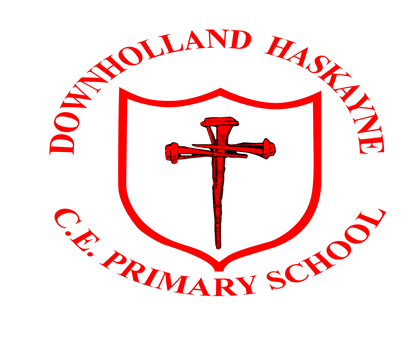 DOWNHOLLAND HASKAYNE
C.E. PRIMARY SCHOOL